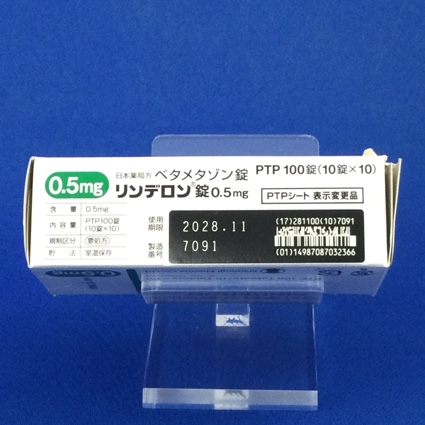 0.5mg
日本薬局方 ベタメタゾン錠 PTP 100錠(10錠×10)
リンデロン®錠0.5mg
PTPシート 表示変更品
含 量 0.5mg
内容量 PTP100錠
(10錠×10)
規制区分 要処方
貯 法 室温保存
使用
期限 2028.11
製造
番号 7091
(17)281100(10)7091
(01)14987087032366
0.5mg